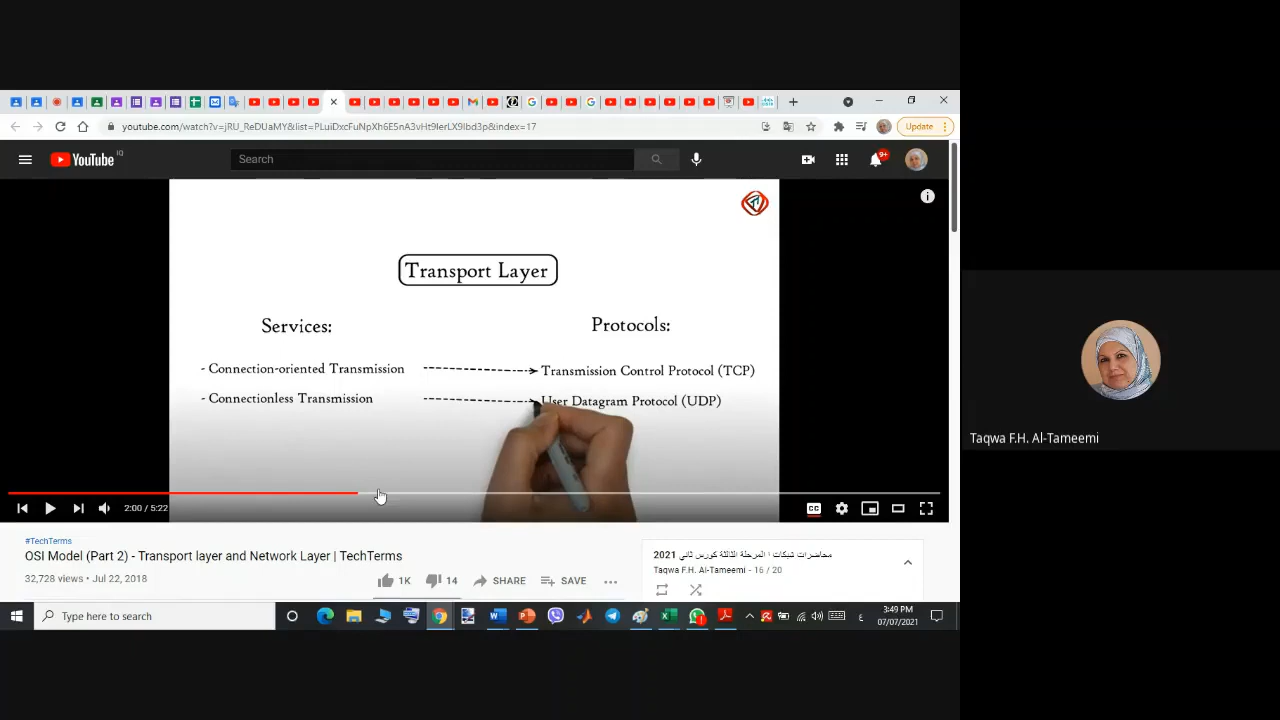 youtube.com/watch?v=jRU_ReDUaMY&list=PLuiDxcFuNpXh6E5nA3vHt9IerLX9Ibd3p&index=17
Update
YouTube IQ
Search
9+
Transport Layer
Services:
Protocols:
- Connection-oriented Transmission
Transmission Control Protocol (TCP)
- Connectionless Transmission
User Datagram Protocol (UDP)
2:00 / 5:22
CC
#TechTerms
OSI Model (Part 2) - Transport layer and Network Layer | TechTerms
32,728 views • Jul 22, 2018
1K
14
SHARE
SAVE
محاضرات شبكات ١ المرحلة الثالثة كورس ثاني 2021
Taqwa F.H. Al-Tameemi - 16 / 20
Type here to search
ع
3:49 PM
07/07/2021
Taqwa F.H. Al-Tameemi